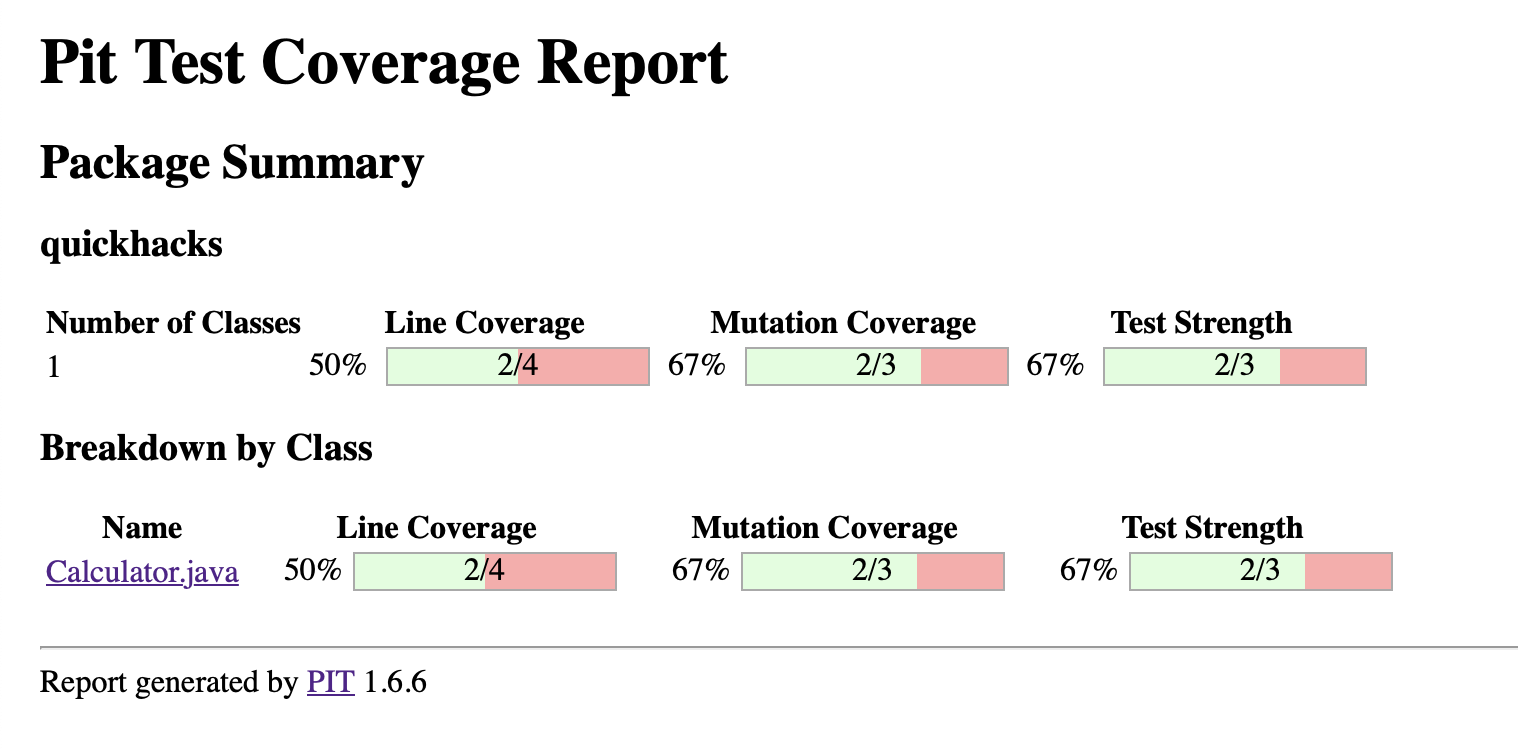 Pit Test Coverage Report
Package Summary
quickhacks
Number of Classes Line Coverage Mutation Coverage Test Strength
1 50% 2/4 67% 2/3 67% 2/3
Breakdown by Class
Name Line Coverage Mutation Coverage Test Strength
Calculator.java 50% 2/4 67% 2/3 67% 2/3
Report generated by PIT 1.6.6